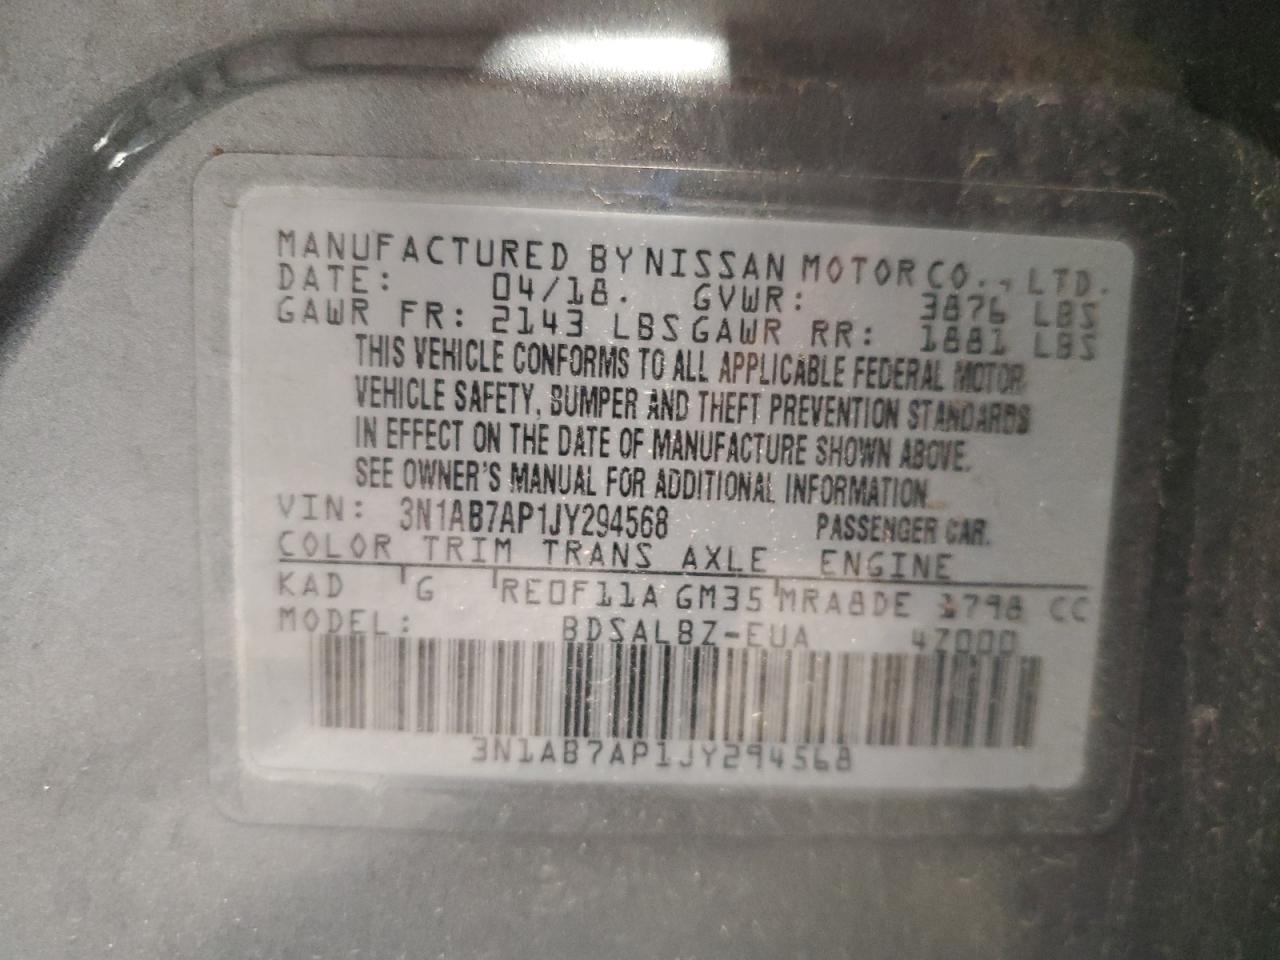 MANUFACTURED BY NISSAN MOTOR CO., LTD.
DATE: 04/18. GVWR: 3876 LBS
GAWR FR: 2143 LBS GAWR RR: 1881 LBS
THIS VEHICLE CONFORMS TO ALL APPLICABLE FEDERAL MOTOR
VEHICLE SAFETY, BUMPER AND THEFT PREVENTION STANDARDS
IN EFFECT ON THE DATE OF MANUFACTURE SHOWN ABOVE.
SEE OWNER'S MANUAL FOR ADDITIONAL INFORMATION
VIN: 3N1AB7AP1JY294568 PASSENGER CAR.
COLOR TRIM TRANS AXLE ENGINE
KAD G RE0F11A GM35 MRA8DE 1798 CC
MODEL: BDSALBZ-EUA 4Z000
3N1AB7AP1JY294568